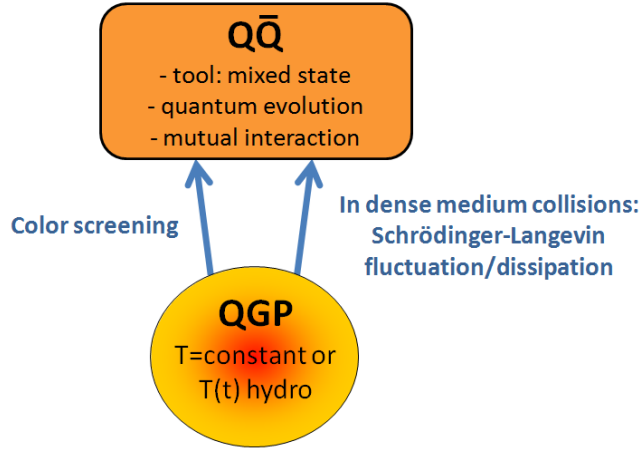 QQ̄
- tool: mixed state
- quantum evolution
- mutual interaction
Color screening
In dense medium collisions:
Schrödinger-Langevin
fluctuation/dissipation
QGP
T=constant or
T(t) hydro